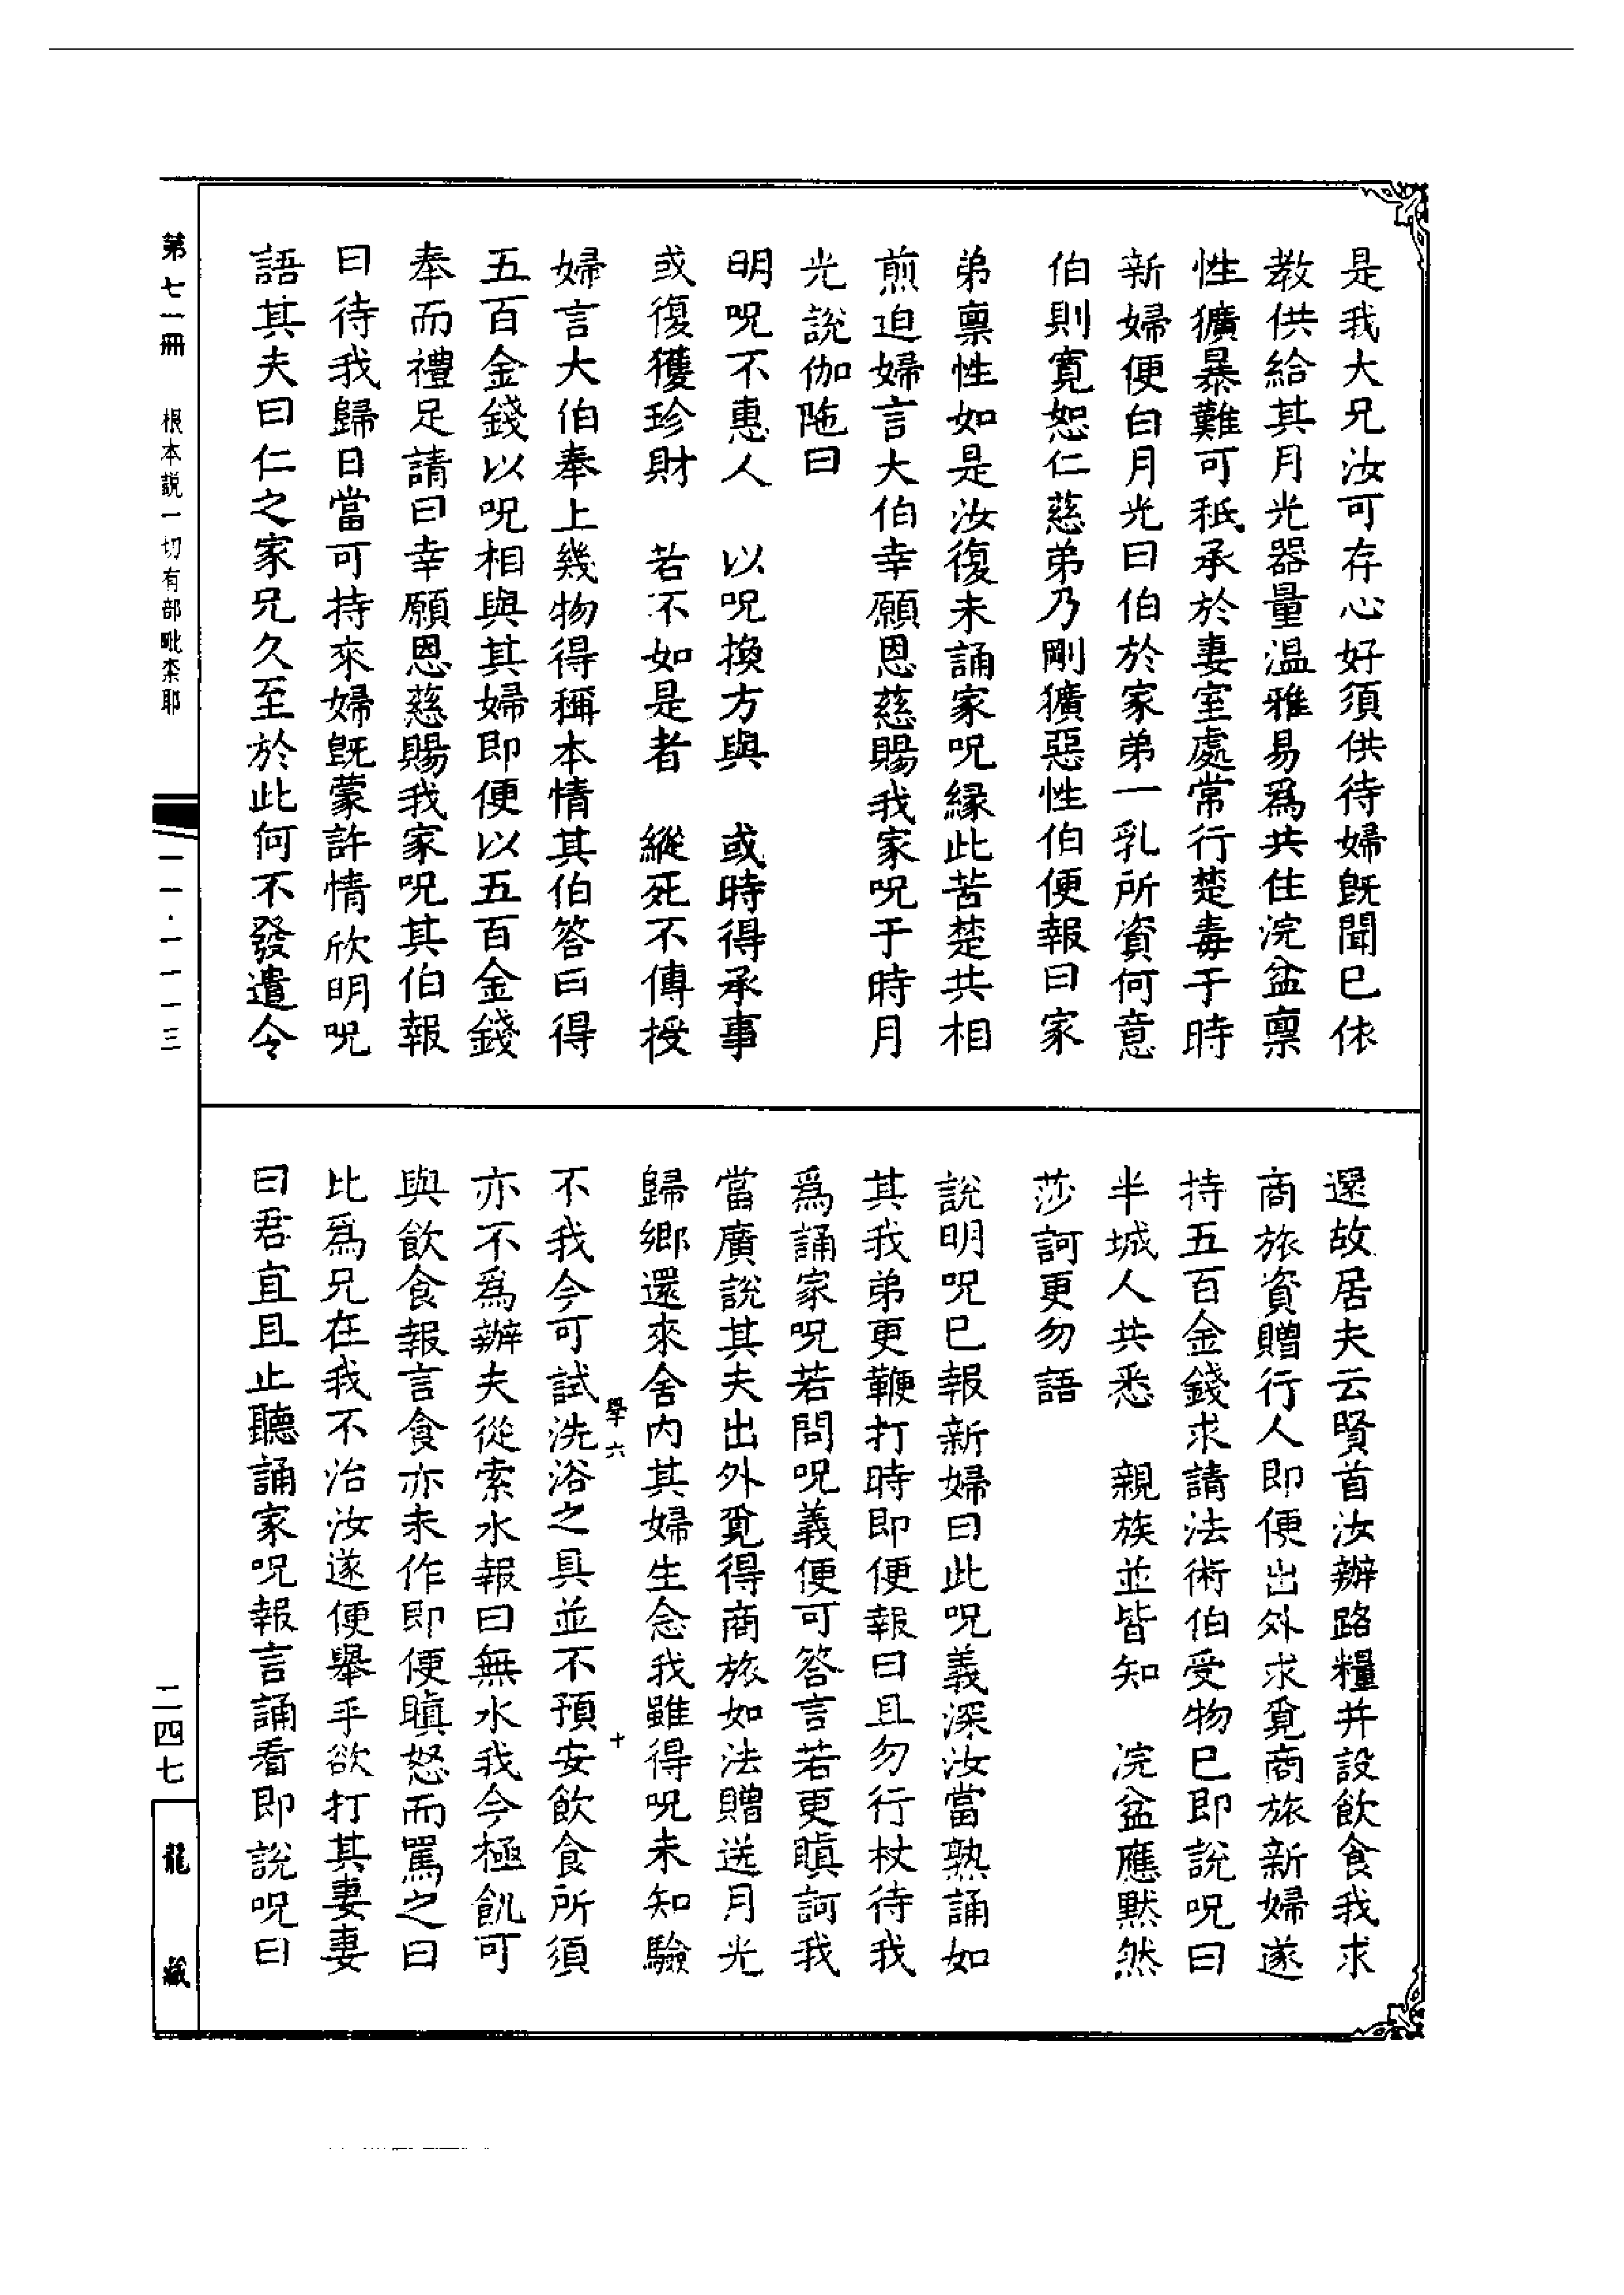 是我大兄汝可存心好須供待婦旣聞已依
教供給其月光器量溫雅易爲共住浣盆禀
性獷暴難可秖承於妻室處常行楚毒于時
新婦便白月光曰伯於家弟一乳所資何意
伯則寛恕仁慈弟乃剛獷惡性伯便報曰家
弟禀性如是汝復未誦家呪縁此苦楚共相
煎迫婦言大伯幸願恩慈賜我家呪于時月
光說伽陁曰
明呪不惠人　以呪換方與　或時得承事
或復獲珍財　若不如是者　縱死不傳授
婦言大伯奉上幾物得稱本情其伯答曰得
五百金錢以呪相與其婦即便以五百金錢
奉而禮足請曰幸願恩慈賜我家呪其伯報
曰待我歸日當可持來婦旣蒙許情欣明呪
語其夫曰仁之家兄久至於此何不發遣令
還故居夫云賢首汝辦路糧并設飲食我求
商旅資贈行人即便出外求覓商旅新婦遂
持五百金錢求請法術伯受物已即說呪曰
半城人共悉　親族並皆知　浣盆應默然
莎訶更勿語
說明呪已報新婦曰此呪義深汝當熟誦如
其我弟更鞭打時即便報曰且勿行杖待我
爲誦家呪若問呪義便可答言若更瞋訶我
當廣說其夫出外覓得商旅如法贈送月光
歸鄉還來舍內其婦生念我雖得呪未知驗
學六　十
不我今可試洗浴之具並不預安飲食所須
亦不爲辦夫從索水報曰無水我今極飢可
與飲食報言食亦未作即便瞋怒而罵之曰
比爲兄在我不治汝遂便舉手欲打其妻妻
曰君宜且止聽誦家呪報言誦看即說呪曰
第七一冊　根本説一切有部毗柰耶
一一·一一一三
二四七
龍藏